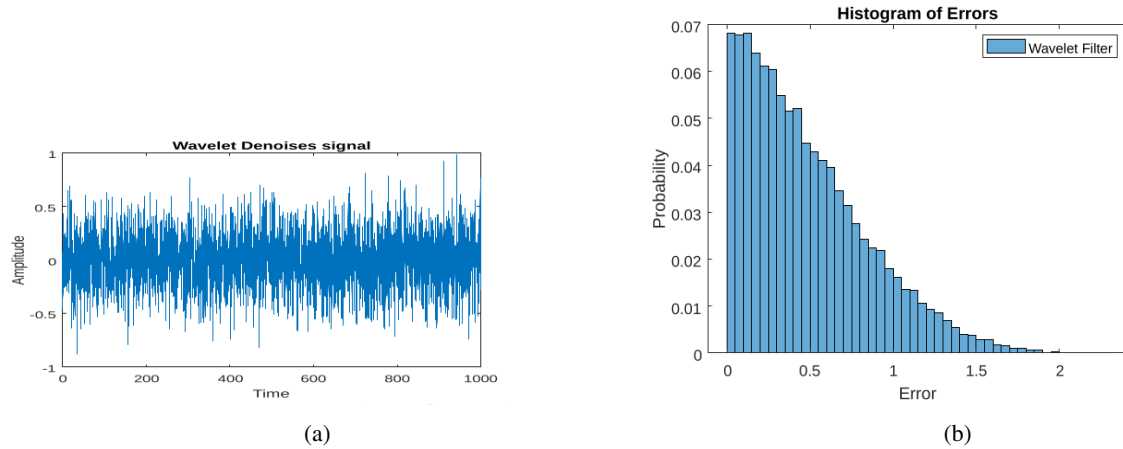 Wavelet Denoises signal
1
0.5
0
-0.5
-1
Amplitude
0 200 400 600 800 1000
Time
(a)
Histogram of Errors
Wavelet Filter
0.07
0.06
0.05
0.04
0.03
0.02
0.01
0
Probability
0 0.5 1 1.5 2
Error
(b)